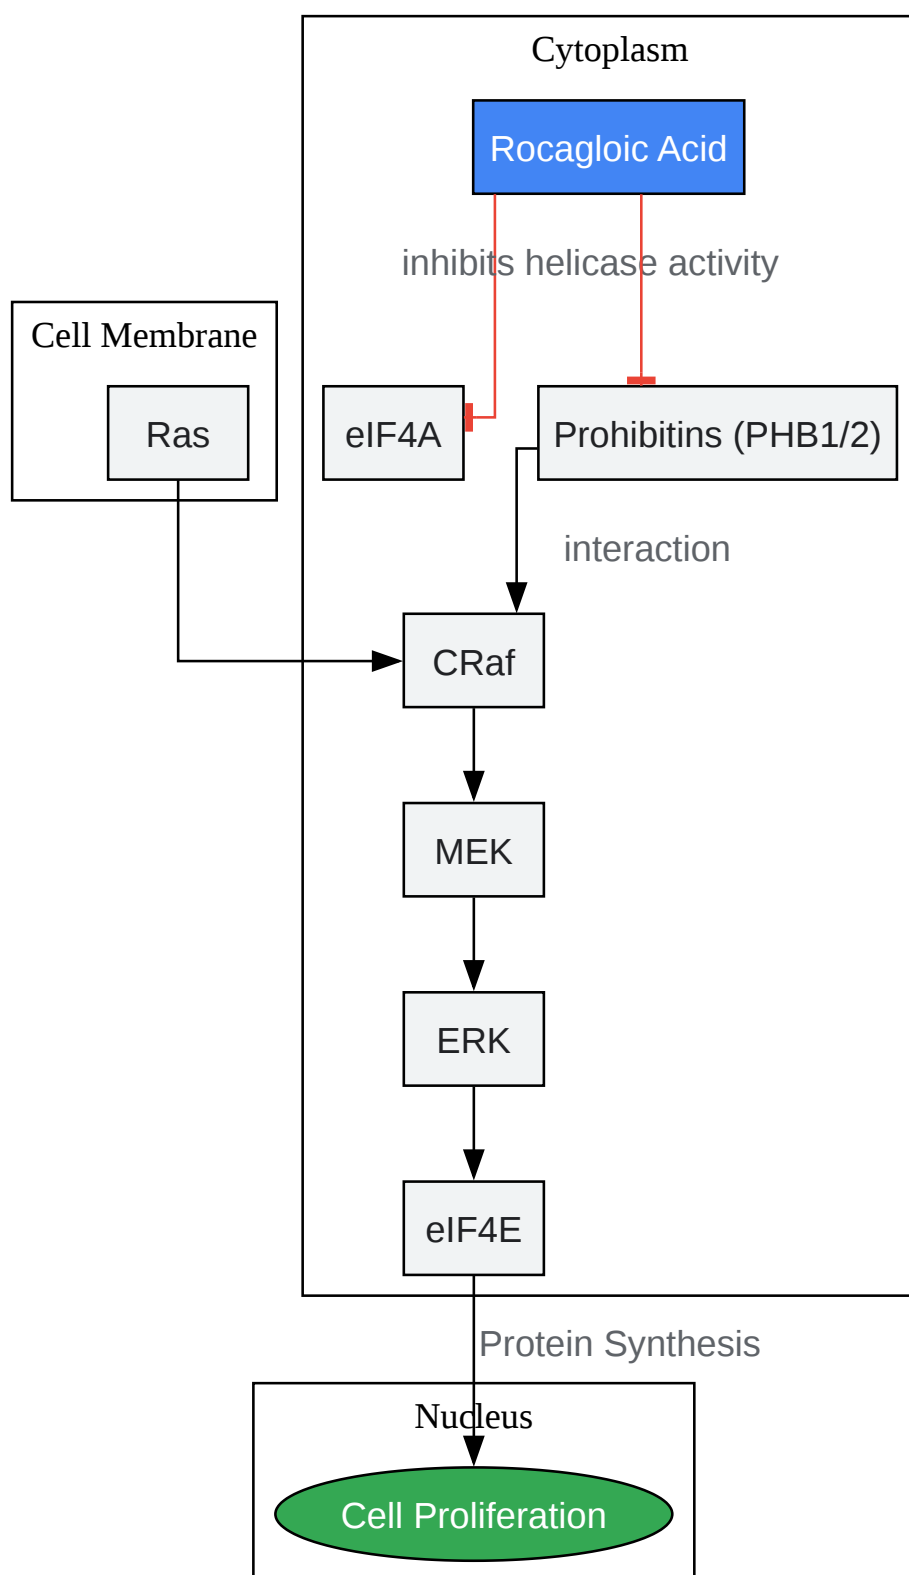 Cytoplasm
Rocagloic Acid
inhibits helicase activity
Cell Membrane
Ras
eIF4A
Prohibitins (PHB1/2)
interaction
CRaf
MEK
ERK
eIF4E
Protein Synthesis
Nucleus
Cell Proliferation